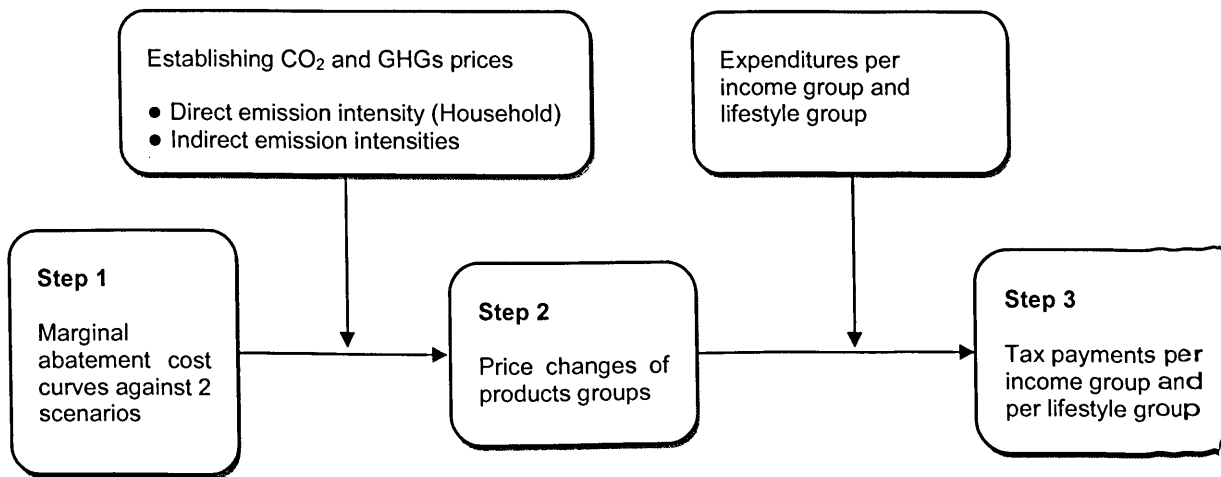 Establishing CO₂ and GHGs prices
● Direct emission intensity (Household)
● Indirect emission intensities
Expenditures per
income group and
lifestyle group
Step 1
Marginal
abatement cost
curves against 2
scenarios
Step 2
Price changes of
products groups
Step 3
Tax payments per
income group and
per lifestyle group